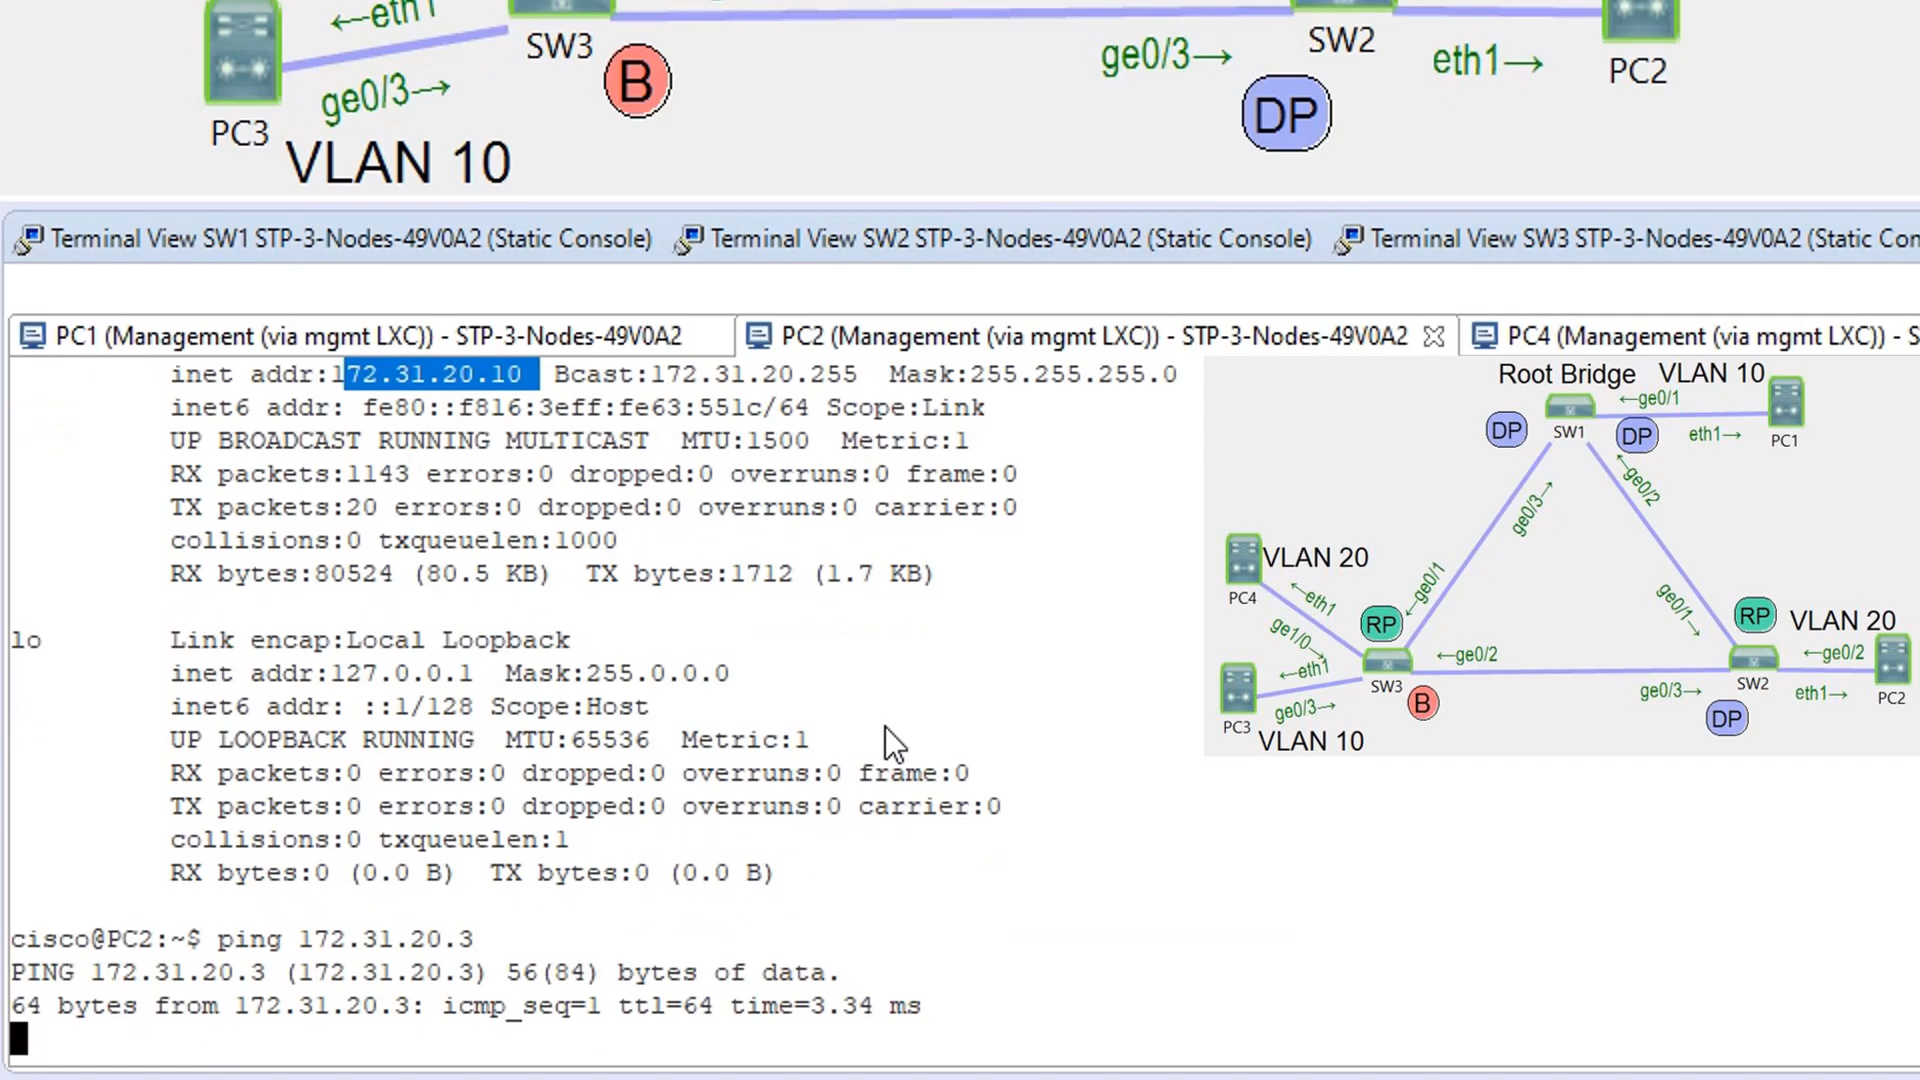 ←eth1
SW3
SW2
ge0/3→
eth1→
PC2
B
ge0/3→
DP
PC3
VLAN 10
Terminal View SW1 STP-3-Nodes-49V0A2 (Static Console)
Terminal View SW2 STP-3-Nodes-49V0A2 (Static Console)
Terminal View SW3 STP-3-Nodes-49V0A2 (Static Con
PC1 (Management (via mgmt LXC)) - STP-3-Nodes-49V0A2
PC2 (Management (via mgmt LXC)) - STP-3-Nodes-49V0A2
PC4 (Management (via mgmt LXC)) - S
inet addr:172.31.20.10 Bcast:172.31.20.255 Mask:255.255.255.0
inet6 addr: fe80::f816:3eff:fe63:551c/64 Scope:Link
UP BROADCAST RUNNING MULTICAST MTU:1500 Metric:1
RX packets:1143 errors:0 dropped:0 overruns:0 frame:0
TX packets:20 errors:0 dropped:0 overruns:0 carrier:0
collisions:0 txqueuelen:1000
RX bytes:80524 (80.5 KB) TX bytes:1712 (1.7 KB)
lo Link encap:Local Loopback
inet addr:127.0.0.1 Mask:255.0.0.0
inet6 addr: ::1/128 Scope:Host
UP LOOPBACK RUNNING MTU:65536 Metric:1
RX packets:0 errors:0 dropped:0 overruns:0 frame:0
TX packets:0 errors:0 dropped:0 overruns:0 carrier:0
collisions:0 txqueuelen:1
RX bytes:0 (0.0 B) TX bytes:0 (0.0 B)
cisco@PC2:~$ ping 172.31.20.3
PING 172.31.20.3 (172.31.20.3) 56(84) bytes of data.
64 bytes from 172.31.20.3: icmp_seq=1 ttl=64 time=3.34 ms
Root Bridge
VLAN 10
←ge0/1
DP
SW1
DP
eth1→
PC1
←ge0/2
ge0/3→
VLAN 20
PC4
←eth1
←ge0/1
ge0/1→
RP
RP
VLAN 20
ge1/0→
←ge0/2
←ge0/2
←eth1
SW3
SW2
ge0/3→
eth1→
PC2
B
DP
ge0/3→
PC3
VLAN 10